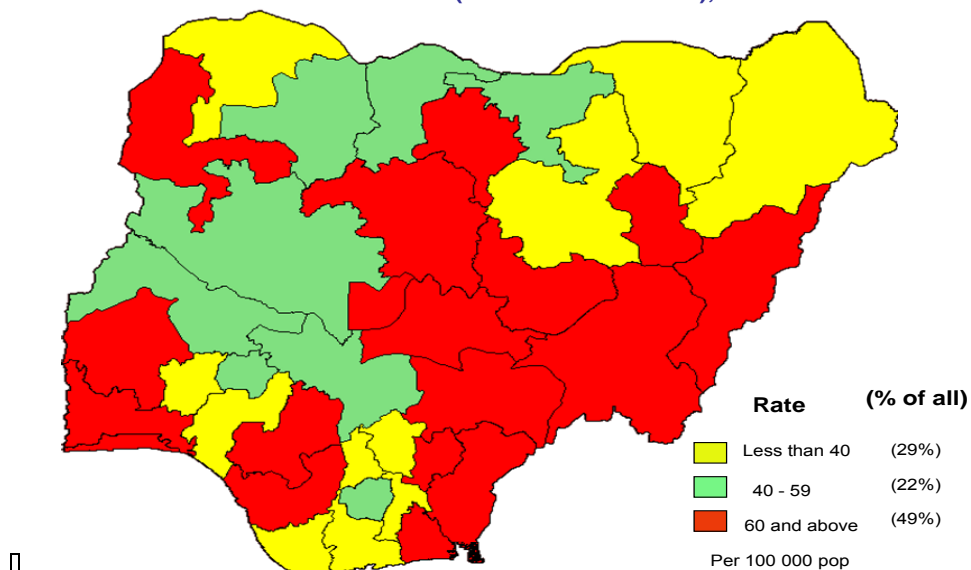 Rate (% of all)
Less than 40 (29%)
40 - 59 (22%)
60 and above (49%)
Per 100 000 pop